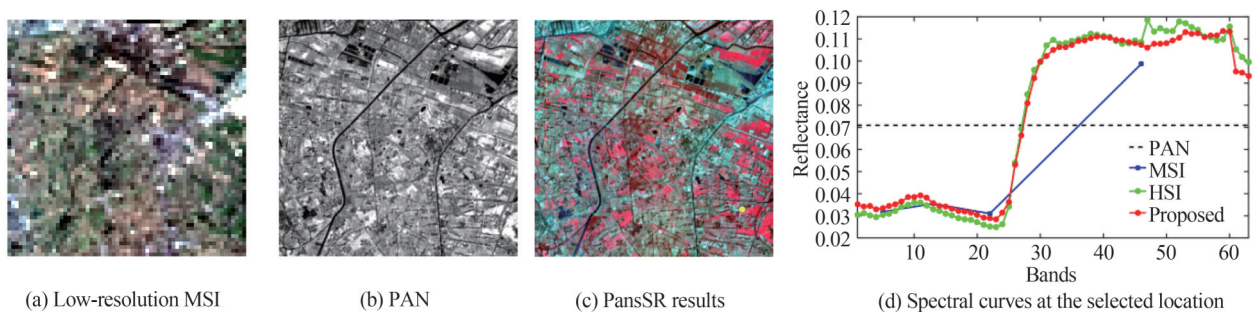 0.12
0.11
0.10
0.09
0.08
0.07
0.06
0.05
0.04
0.03
0.02
Reflectance
PAN
MSI
HSI
Proposed
10 20 30 40 50 60
Bands
(a) Low-resolution MSI (b) PAN (c) PansSR results (d) Spectral curves at the selected location